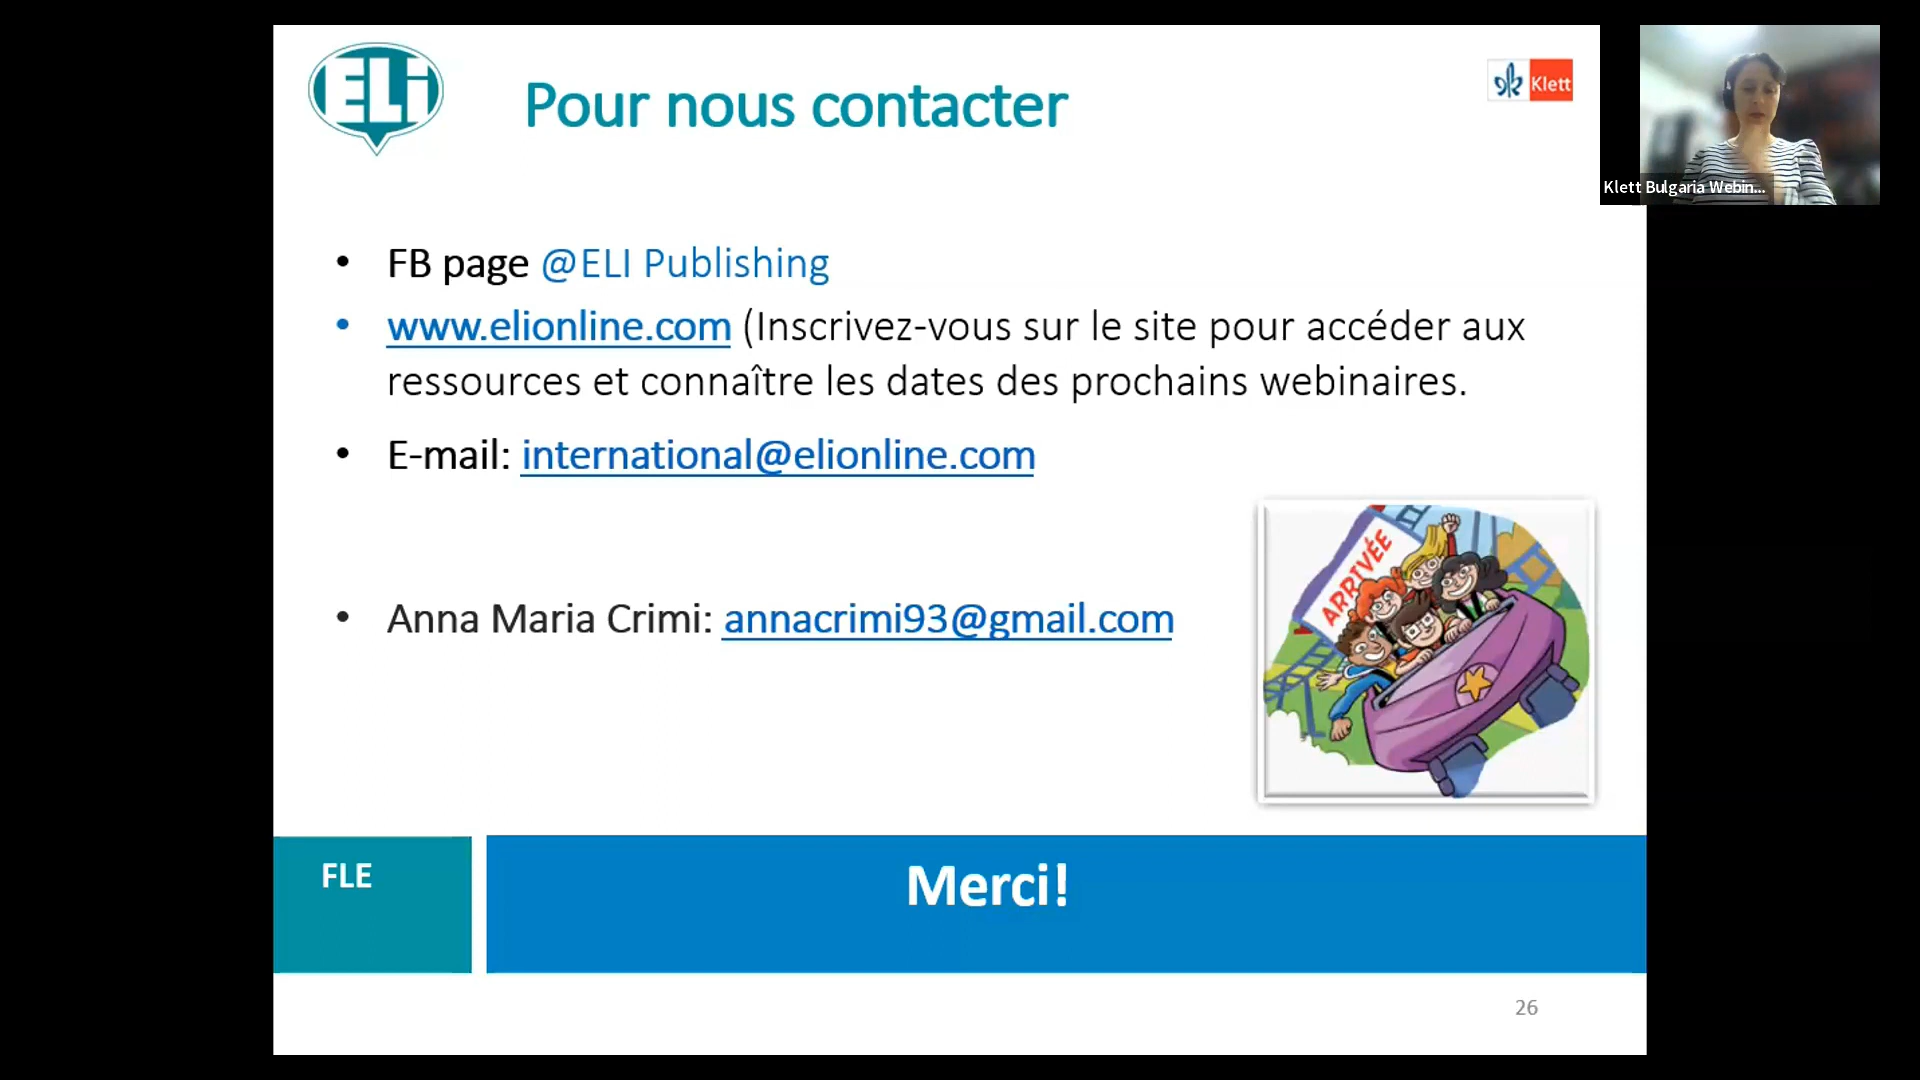 ELi
Pour nous contacter
Klett
Klett Bulgaria Webin...
• FB page @ELI Publishing
• www.elionline.com (Inscrivez-vous sur le site pour accéder aux
ressources et connaître les dates des prochains webinaires.
• E-mail: international@elionline.com
ARRIVÉE
• Anna Maria Crimi: annacrimi93@gmail.com
FLE
Merci!
26